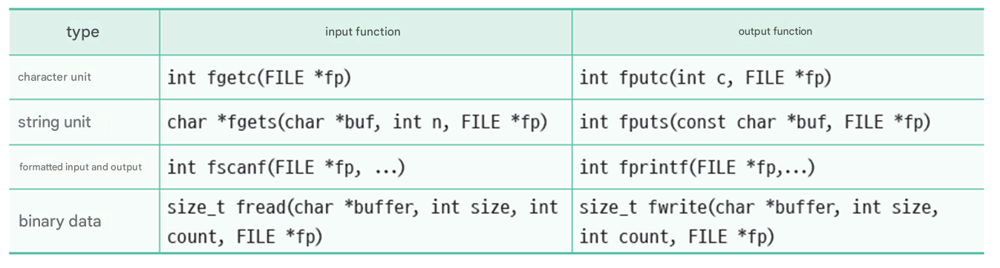 type input function output function
character unit int fgetc(FILE *fp) int fputc(int c, FILE *fp)
string unit char *fgets(char *buf, int n, FILE *fp) int fputs(const char *buf, FILE *fp)
formatted input and output int fscanf(FILE *fp, ...) int fprintf(FILE *fp,...)
binary data size_t fread(char *buffer, int size, int count, FILE *fp) size_t fwrite(char *buffer, int size, int count, FILE *fp)